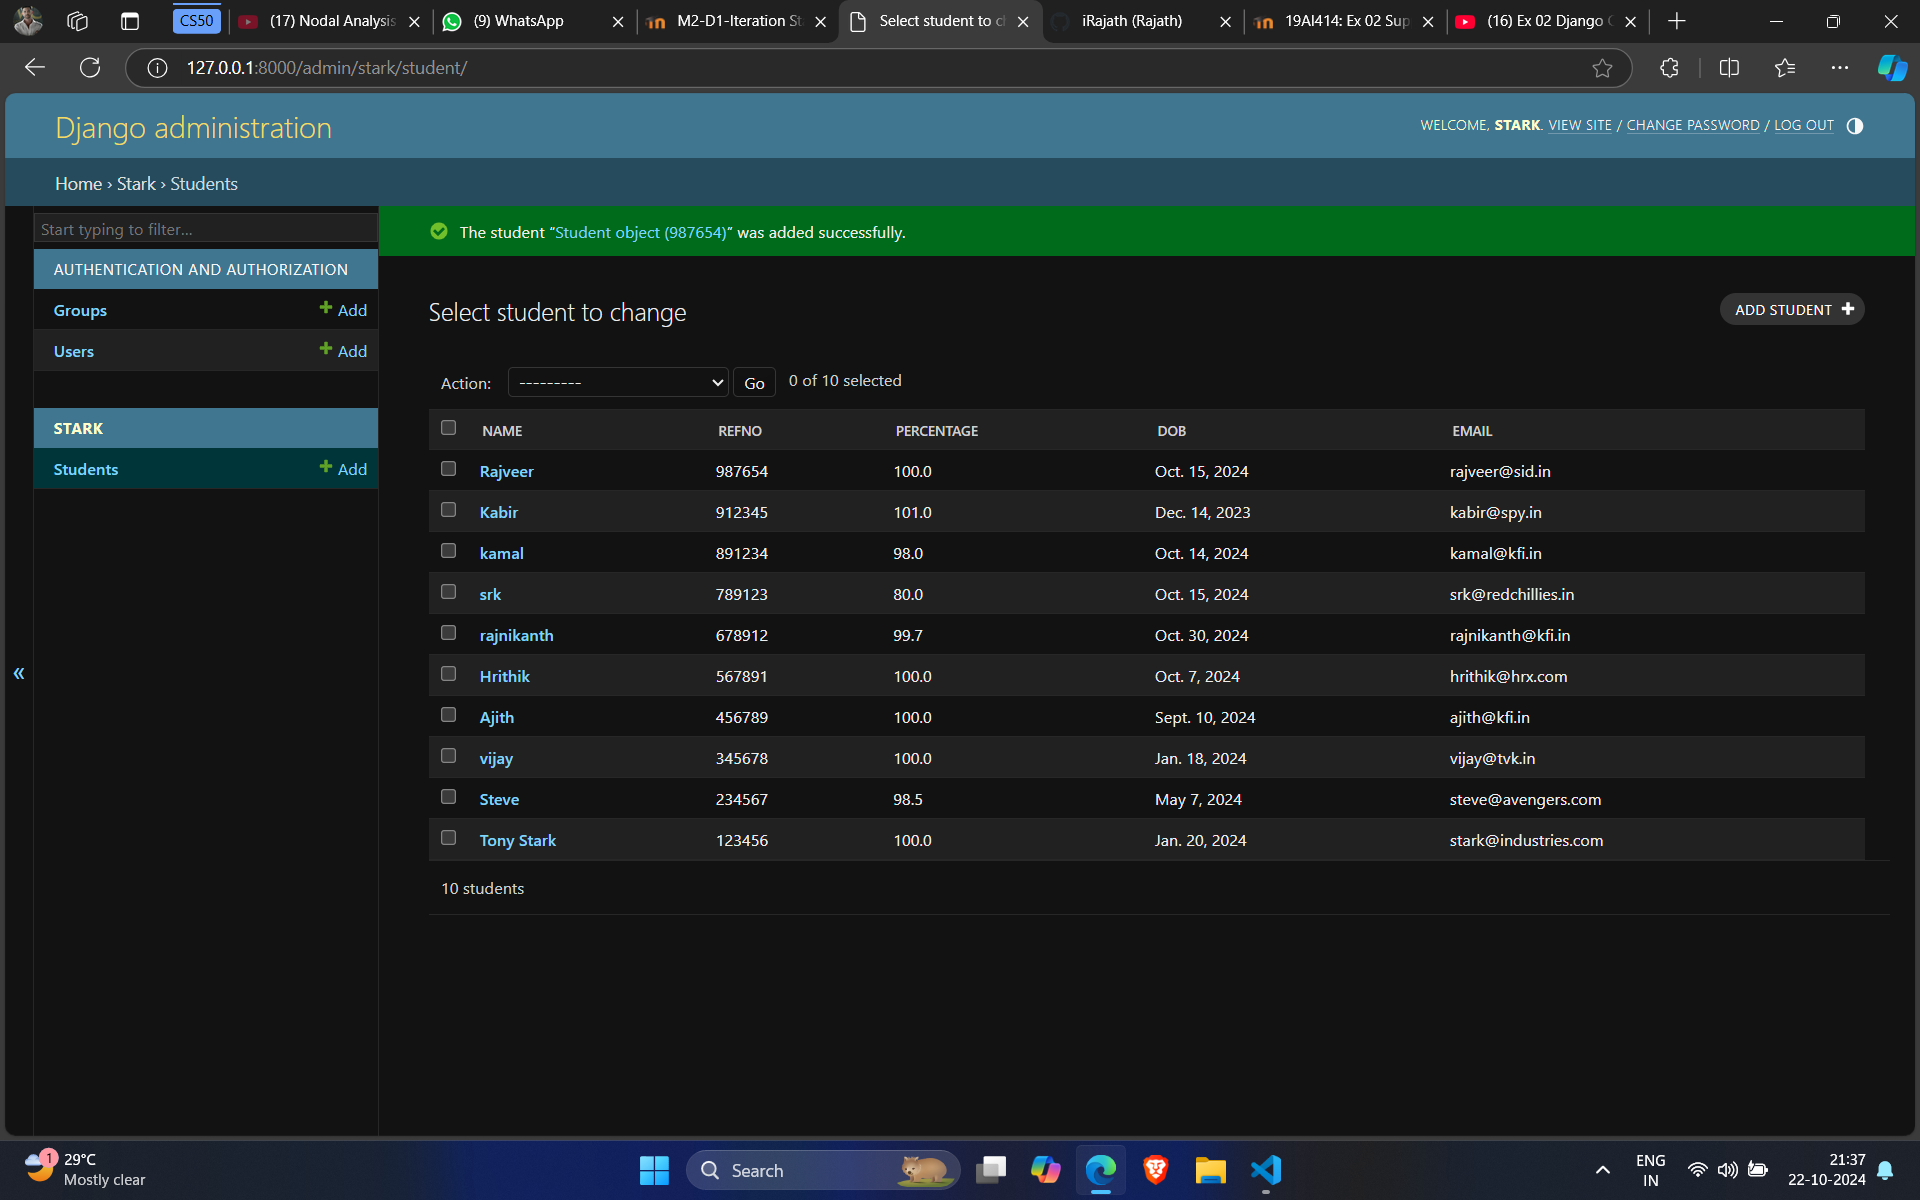 CS50
(17) Nodal Analysis
(9) WhatsApp
M2-D1-Iteration St
Select student to c
iRajath (Rajath)
19AI414: Ex 02 Sup
(16) Ex 02 Django
127.0.0.1:8000/admin/stark/student/
Django administration
WELCOME, STARK. VIEW SITE / CHANGE PASSWORD / LOG OUT
Home › Stark › Students
Start typing to filter...
The student “Student object (987654)” was added successfully.
AUTHENTICATION AND AUTHORIZATION
Groups Add
Users Add
STARK
Students Add
Select student to change
ADD STUDENT
Action: --------- Go 0 of 10 selected
NAME REFNO PERCENTAGE DOB EMAIL
Rajveer 987654 100.0 Oct. 15, 2024 rajveer@sid.in
Kabir 912345 101.0 Dec. 14, 2023 kabir@spy.in
kamal 891234 98.0 Oct. 14, 2024 kamal@kfi.in
srk 789123 80.0 Oct. 15, 2024 srk@redchillies.in
rajnikanth 678912 99.7 Oct. 30, 2024 rajnikanth@kfi.in
Hrithik 567891 100.0 Oct. 7, 2024 hrithik@hrx.com
Ajith 456789 100.0 Sept. 10, 2024 ajith@kfi.in
vijay 345678 100.0 Jan. 18, 2024 vijay@tvk.in
Steve 234567 98.5 May 7, 2024 steve@avengers.com
Tony Stark 123456 100.0 Jan. 20, 2024 stark@industries.com
10 students
«
1
29°C
Mostly clear
Search
ENG
IN
21:37
22-10-2024